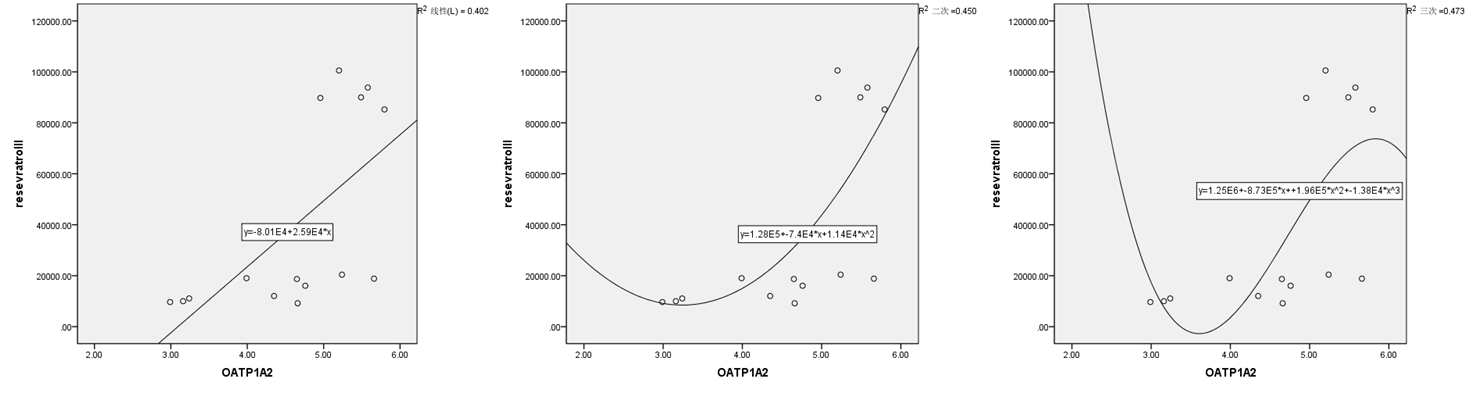 R² 线性(L) = 0.402
120000.00
100000.00
80000.00
60000.00
40000.00
20000.00
.00
resevratrolll
y=-8.01E4+2.59E4*x
2.00 3.00 4.00 5.00 6.00
OATP1A2
R² 二次 =0.450
120000.00
100000.00
80000.00
60000.00
40000.00
20000.00
.00
resevratrolll
y=1.28E5+-7.4E4*x+1.14E4*x^2
2.00 3.00 4.00 5.00 6.00
OATP1A2
R² 三次 =0.473
120000.00
100000.00
80000.00
60000.00
40000.00
20000.00
.00
resevratrolll
y=1.25E6+-8.73E5*x++1.96E5*x^2+-1.38E4*x^3
2.00 3.00 4.00 5.00 6.00
OATP1A2